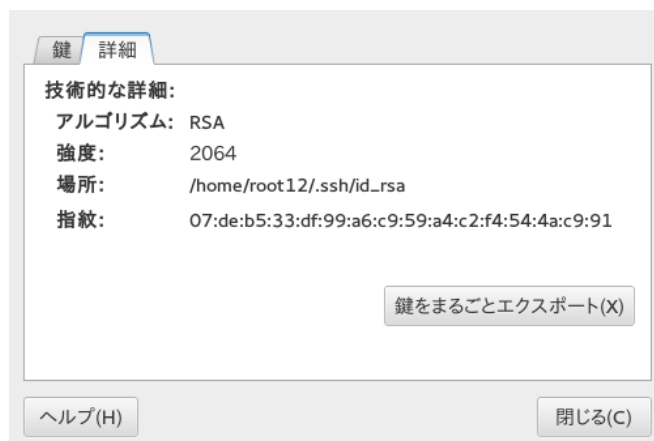 鍵 詳細
技術的な詳細:
アルゴリズム: RSA
強度: 2064
場所: /home/root12/.ssh/id_rsa
指紋: 07:de:b5:33:df:99:a6:c9:59:a4:c2:f4:54:4a:c9:91
鍵をまるごとエクスポート(X)
ヘルプ(H) 閉じる(C)